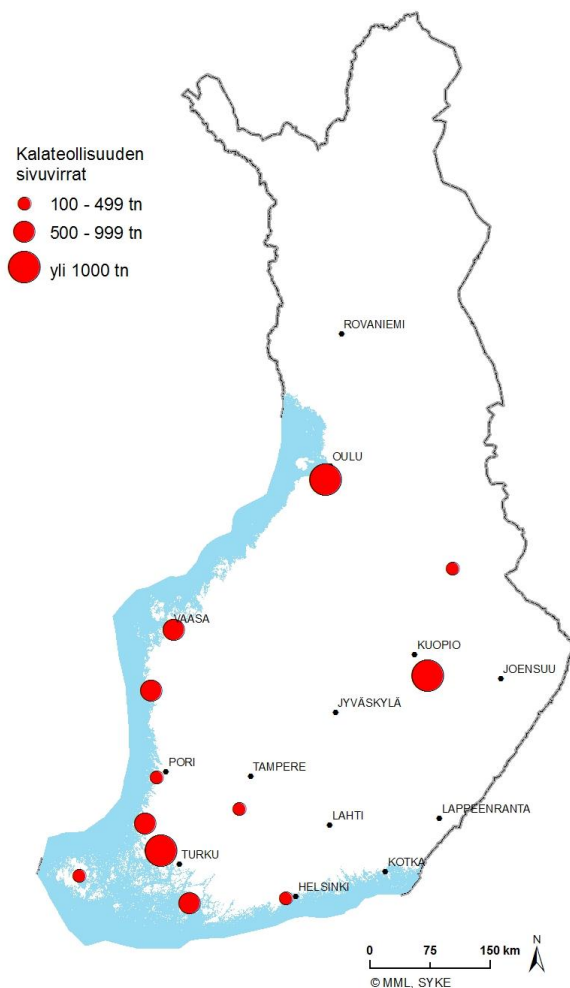 Kalateollisuuden
sivuvirrat
100 - 499 tn
500 - 999 tn
yli 1000 tn
ROVANIEMI
OULU
VAASA
KUOPIO
JOENSUU
JYVÄSKYLÄ
PORI
TAMPERE
LAHTI
LAPPEENRANTA
TURKU
KOTKA
HELSINKI
0 75 150 km
N
© MML, SYKE